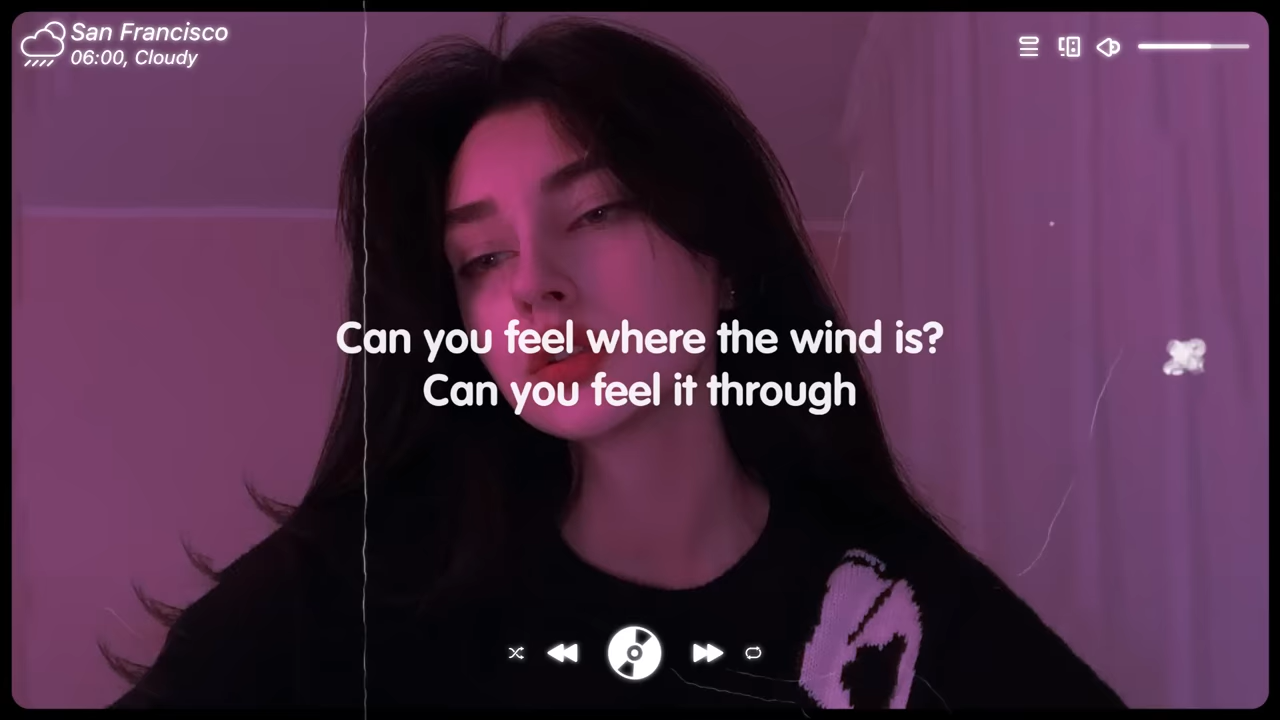 San Francisco
06:00, Cloudy
Can you feel where the wind is?
Can you feel it through